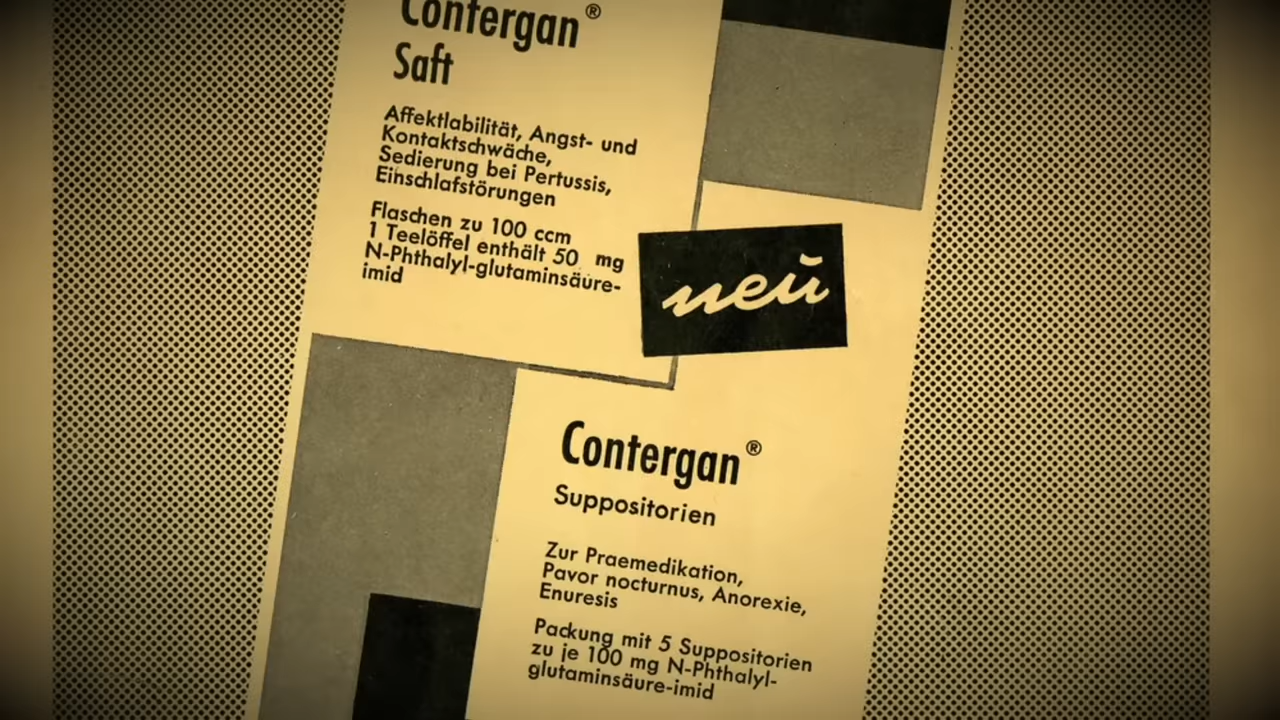 Contergan®
Saft
Affektlabilität, Angst- und
Kontaktschwäche,
Sedierung bei Pertussis,
Einschlafstörungen
Flaschen zu 100 ccm
1 Teelöffel enthält 50 mg
N-Phthalyl-glutaminsäure-
imid
neu
Contergan®
Suppositorien
Zur Praemedikation,
Pavor nocturnus, Anorexie,
Enuresis
Packung mit 5 Suppositorien
zu je 100 mg N-Phthalyl-
glutaminsäure-imid